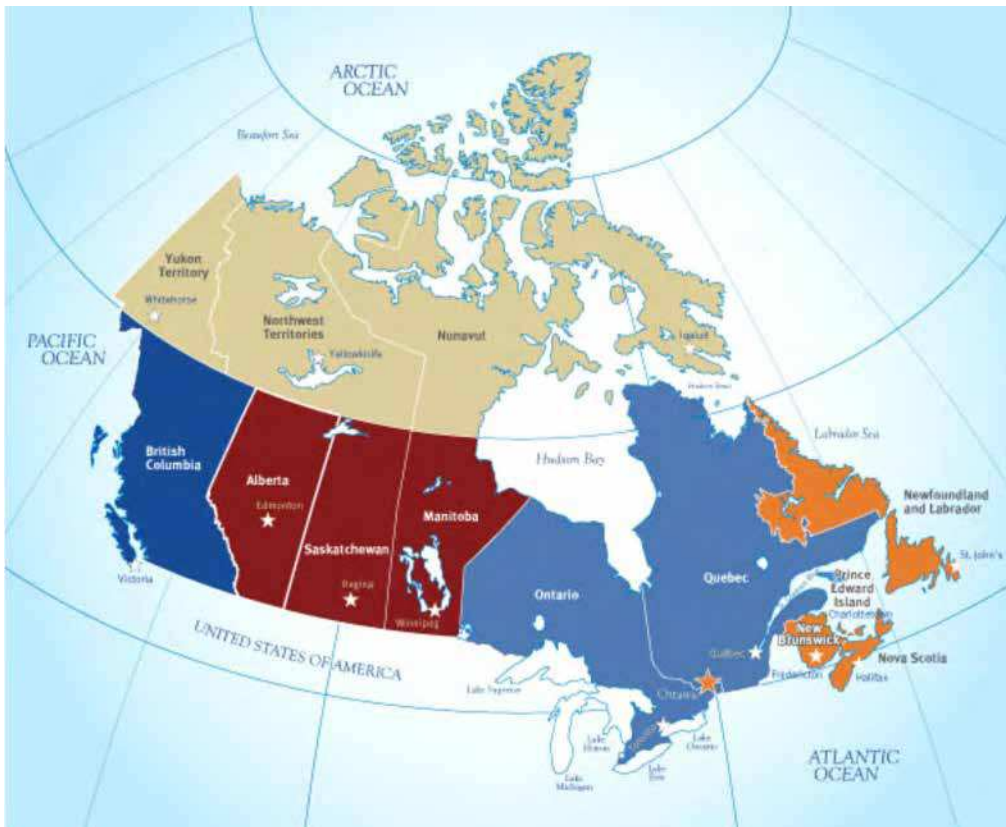 ARCTIC
OCEAN
Beaufort Sea
Yukon
Territory
Whitehorse
PACIFIC
OCEAN
Northwest
Territories
Yellowknife
Nunavut
Iqaluit
British
Columbia
Victoria
Alberta
Edmonton
Saskatchewan
Regina
Manitoba
Winnipeg
Hudson Bay
Labrador Sea
Newfoundland
and Labrador
St. John's
Ontario
Quebec
Québec
Prince
Edward
Island
Charlottetown
New
Brunswick
Fredericton
Nova Scotia
Halifax
UNITED STATES OF AMERICA
Lake Superior
Ottawa
Toronto
Lake
Huron
Lake
Ontario
Lake
Erie
Lake
Michigan
ATLANTIC
OCEAN